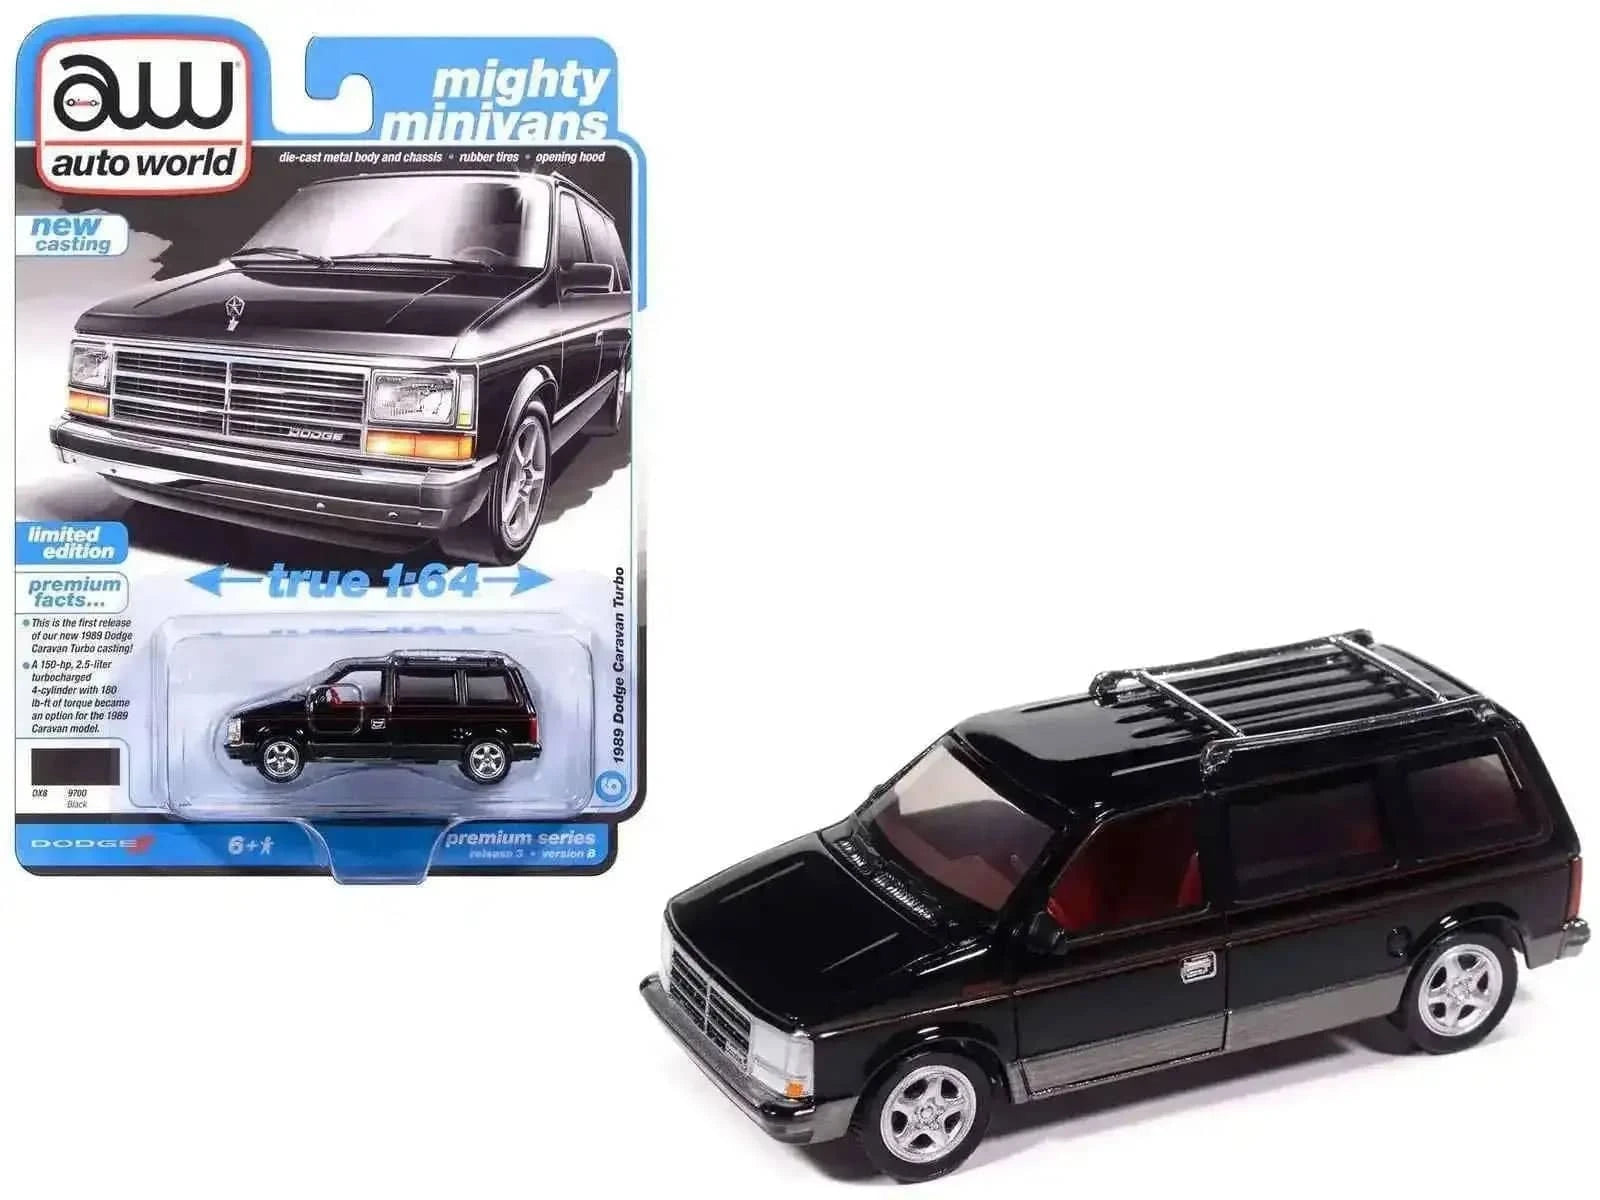 aw
auto world
mighty
minivans
die-cast metal body and chassis • rubber tires • opening hood
new
casting
DODGE
limited
edition
premium
facts...
true 1:64
• This is the first release
of our new 1989 Dodge
Caravan Turbo casting!
• A 150-hp, 2.5-liter
turbocharged
4-cylinder with 180
lb-ft of torque became
an option for the 1989
Caravan model.
DX8 9700
Black
1989 Dodge Caravan Turbo
6
DODGE
6+
premium series
release 3 • version B